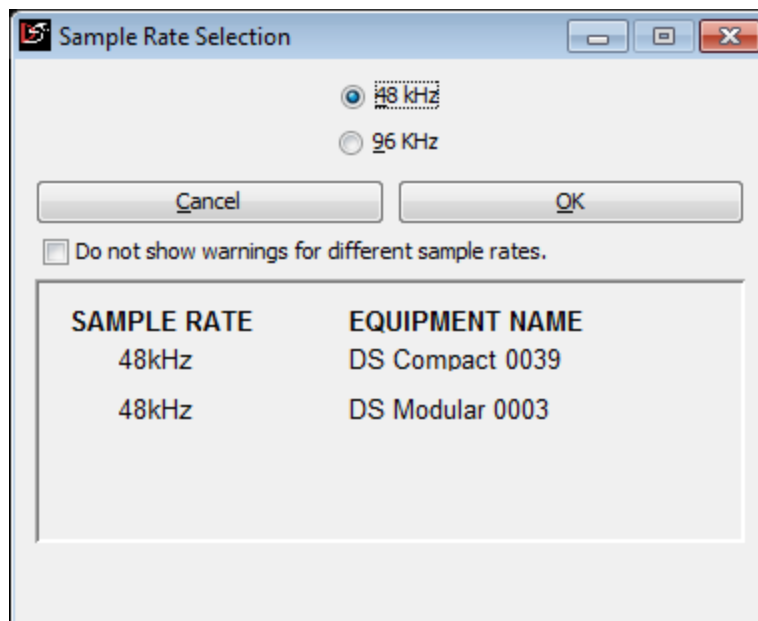 Sample Rate Selection
48 kHz
96 KHz
Cancel OK
Do not show warnings for different sample rates.
SAMPLE RATE EQUIPMENT NAME
48kHz DS Compact 0039
48kHz DS Modular 0003